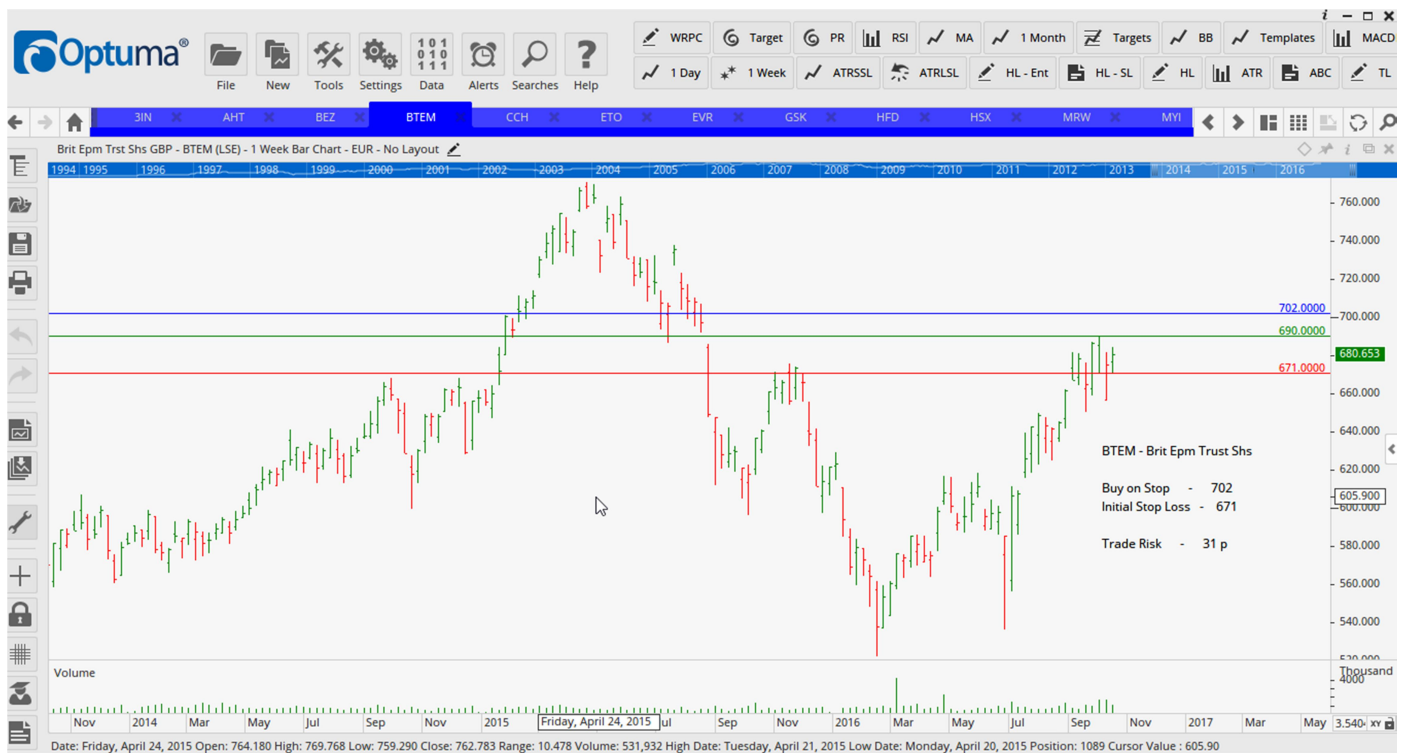 i
Optuma®
File New Tools Settings Data Alerts Searches Help
101
010
111
WRPC Target PR RSI MA 1 Month Targets BB Templates MACD
1 Day 1 Week ATRSSL ATRLSL HL - Ent HL - SL HL ATR ABC TL
3IN AHT BEZ BTEM CCH ETO EVR GSK HFD HSX MRW MYI
Brit Epm Trst Shs GBP - BTEM (LSE) - 1 Week Bar Chart - EUR - No Layout
1994 1995 1996 1997 1998 1999 2000 2001 2002 2003 2004 2005 2006 2007 2008 2009 2010 2011 2012 2013 2014 2015 2016
760.000
740.000
720.000
702.0000
700.000
690.0000
680.653
671.0000
660.000
640.000
BTEM - Brit Epm Trust Shs
620.000
Buy on Stop - 702
605.900
Initial Stop Loss - 671
600.000
Trade Risk - 31 p
580.000
560.000
540.000
520.000
Volume
Thousand
4000
Nov 2014 Mar May Jul Sep Nov 2015 Friday, April 24, 2015 ul Sep Nov 2016 Mar May Jul Sep Nov 2017 Mar May 3.540 XY
Date: Friday, April 24, 2015 Open: 764.180 High: 769.768 Low: 759.290 Close: 762.783 Range: 10.478 Volume: 531,932 High Date: Tuesday, April 21, 2015 Low Date: Monday, April 20, 2015 Position: 1089 Cursor Value : 605.90